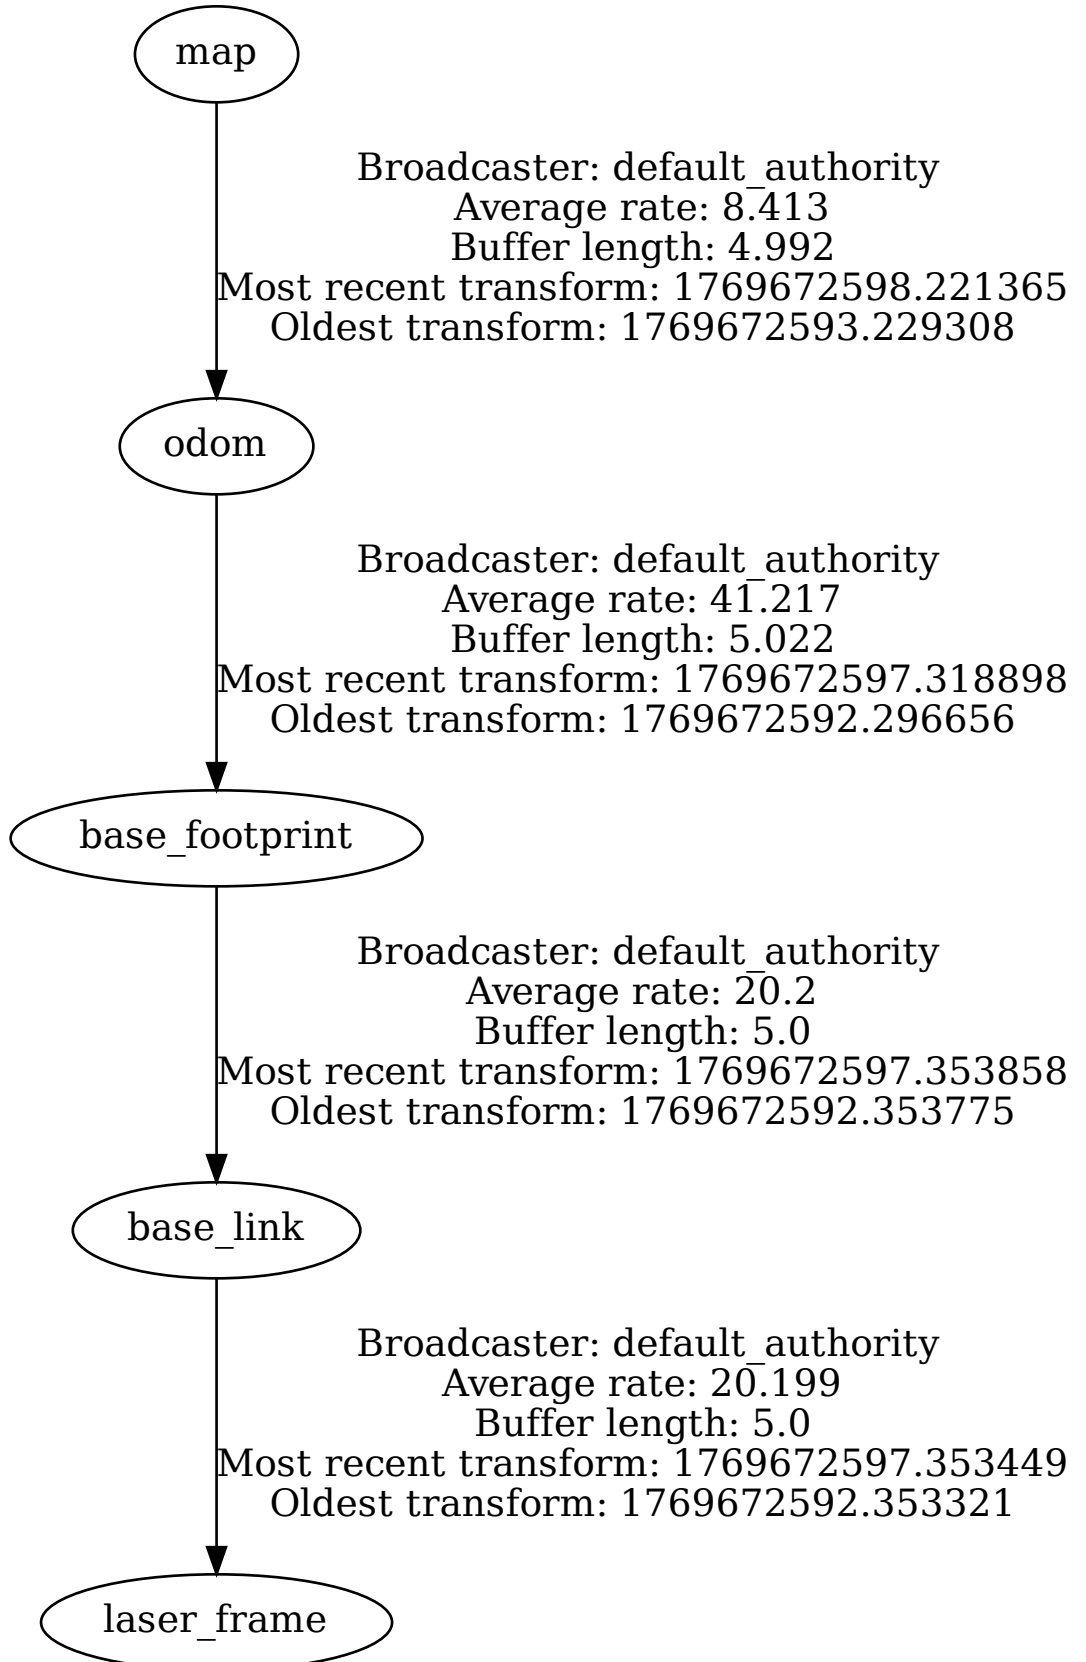 map
Broadcaster: default_authority
Average rate: 8.413
Buffer length: 4.992
Most recent transform: 1769672598.221365
Oldest transform: 1769672593.229308
odom
Broadcaster: default_authority
Average rate: 41.217
Buffer length: 5.022
Most recent transform: 1769672597.318898
Oldest transform: 1769672592.296656
base_footprint
Broadcaster: default_authority
Average rate: 20.2
Buffer length: 5.0
Most recent transform: 1769672597.353858
Oldest transform: 1769672592.353775
base_link
Broadcaster: default_authority
Average rate: 20.199
Buffer length: 5.0
Most recent transform: 1769672597.353449
Oldest transform: 1769672592.353321
laser_frame